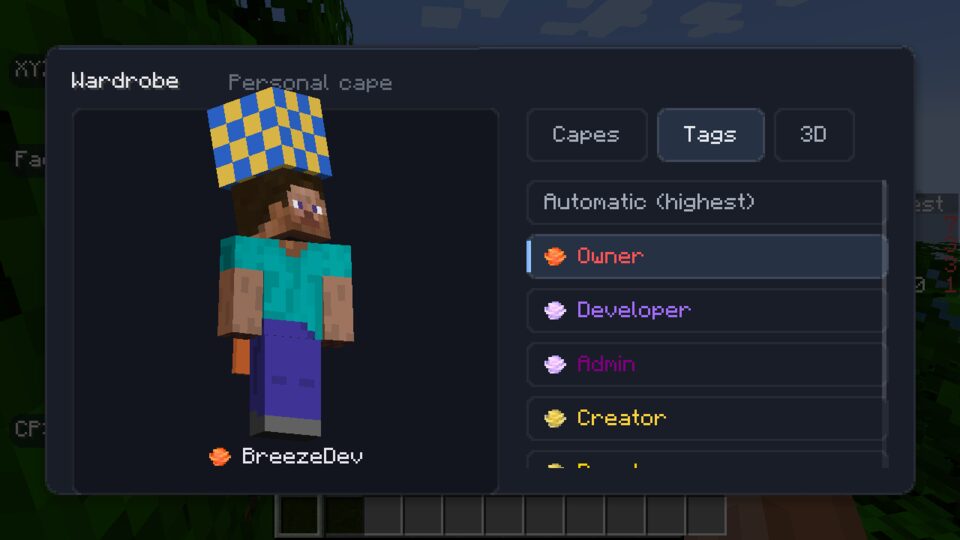 Wardrobe
Personal cape
Capes
Tags
3D
Automatic (highest)
Owner
Developer
Admin
Creator
BreezeDev